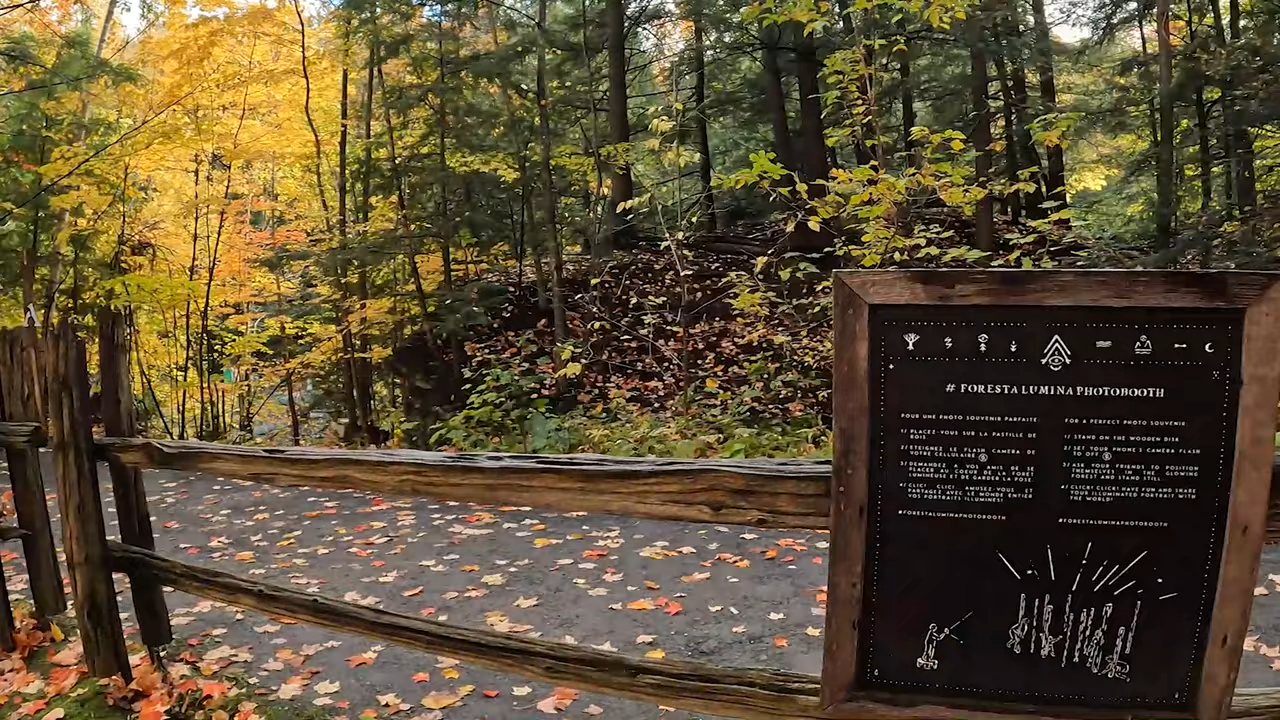 # FORESTA LUMINA PHOTOBOOTH
POUR UNE PHOTO SOUVENIR PARFAITE:
1/ PLACEZ-VOUS SUR LA PASTILLE DE
BOIS.
2/ ÉTEIGNEZ LE FLASH CAMÉRA DE
VOTRE CELLULAIRE
3/ DEMANDEZ À VOS AMIS DE SE
PLACER AU COEUR DE LA FORÊT
LUMINEUSE ET DE GARDER LA POSE.
4/ CLIC! CLIC! AMUSEZ-VOUS ET
PARTAGEZ AVEC LE MONDE ENTIER
VOS PORTRAITS ILLUMINÉS!
#FORESTALUMINAPHOTOBOOTH
FOR A PERFECT PHOTO SOUVENIR:
1/ STAND ON THE WOODEN DISK
2/ SET YOUR PHONE'S CAMERA FLASH
TO OFF
3/ ASK YOUR FRIENDS TO POSITION
THEMSELVES IN THE GLOWING
FOREST AND STAND STILL.
4/ CLICK! CLICK! HAVE FUN AND SHARE
YOUR ILLUMINATED PORTRAIT WITH
THE WORLD!
#FORESTALUMINAPHOTOBOOTH